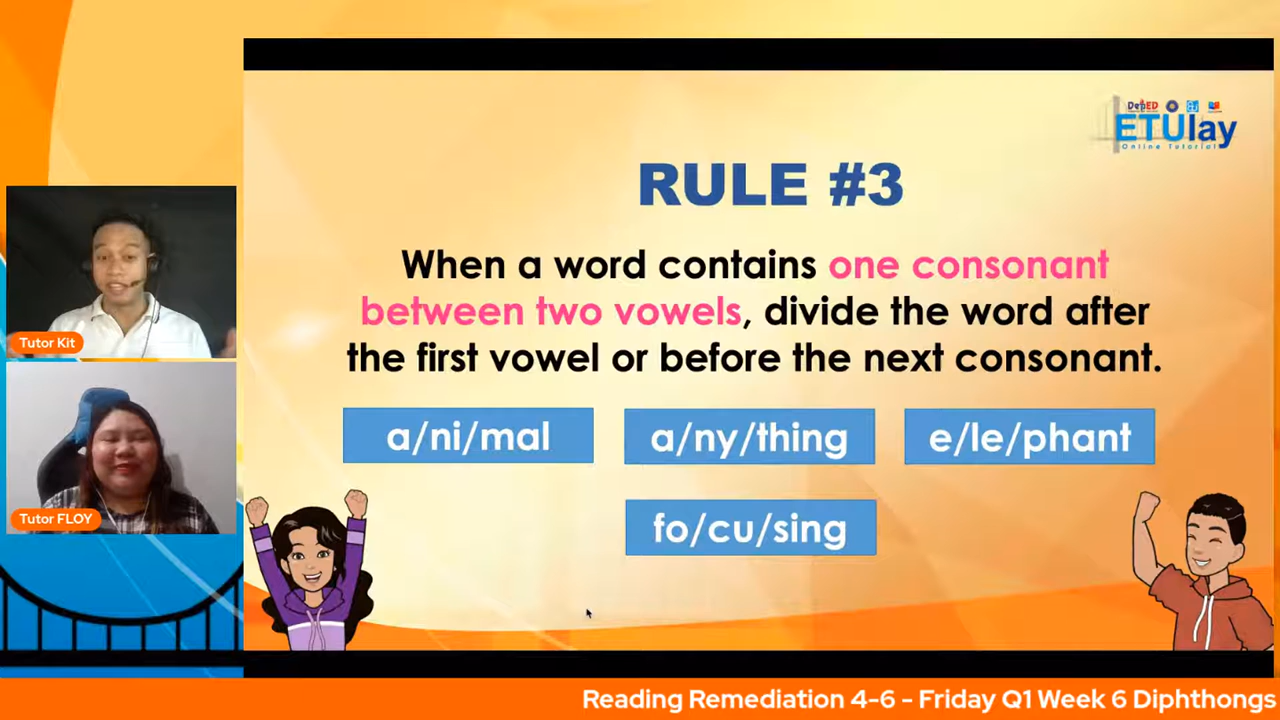 DepED
ETUlay
Online Tutorial
RULE #3
When a word contains one consonant
between two vowels, divide the word after
the first vowel or before the next consonant.
a/ni/mal
a/ny/thing
e/le/phant
fo/cu/sing
Tutor Kit
Tutor FLOY
Reading Remediation 4-6 - Friday Q1 Week 6 Diphthongs